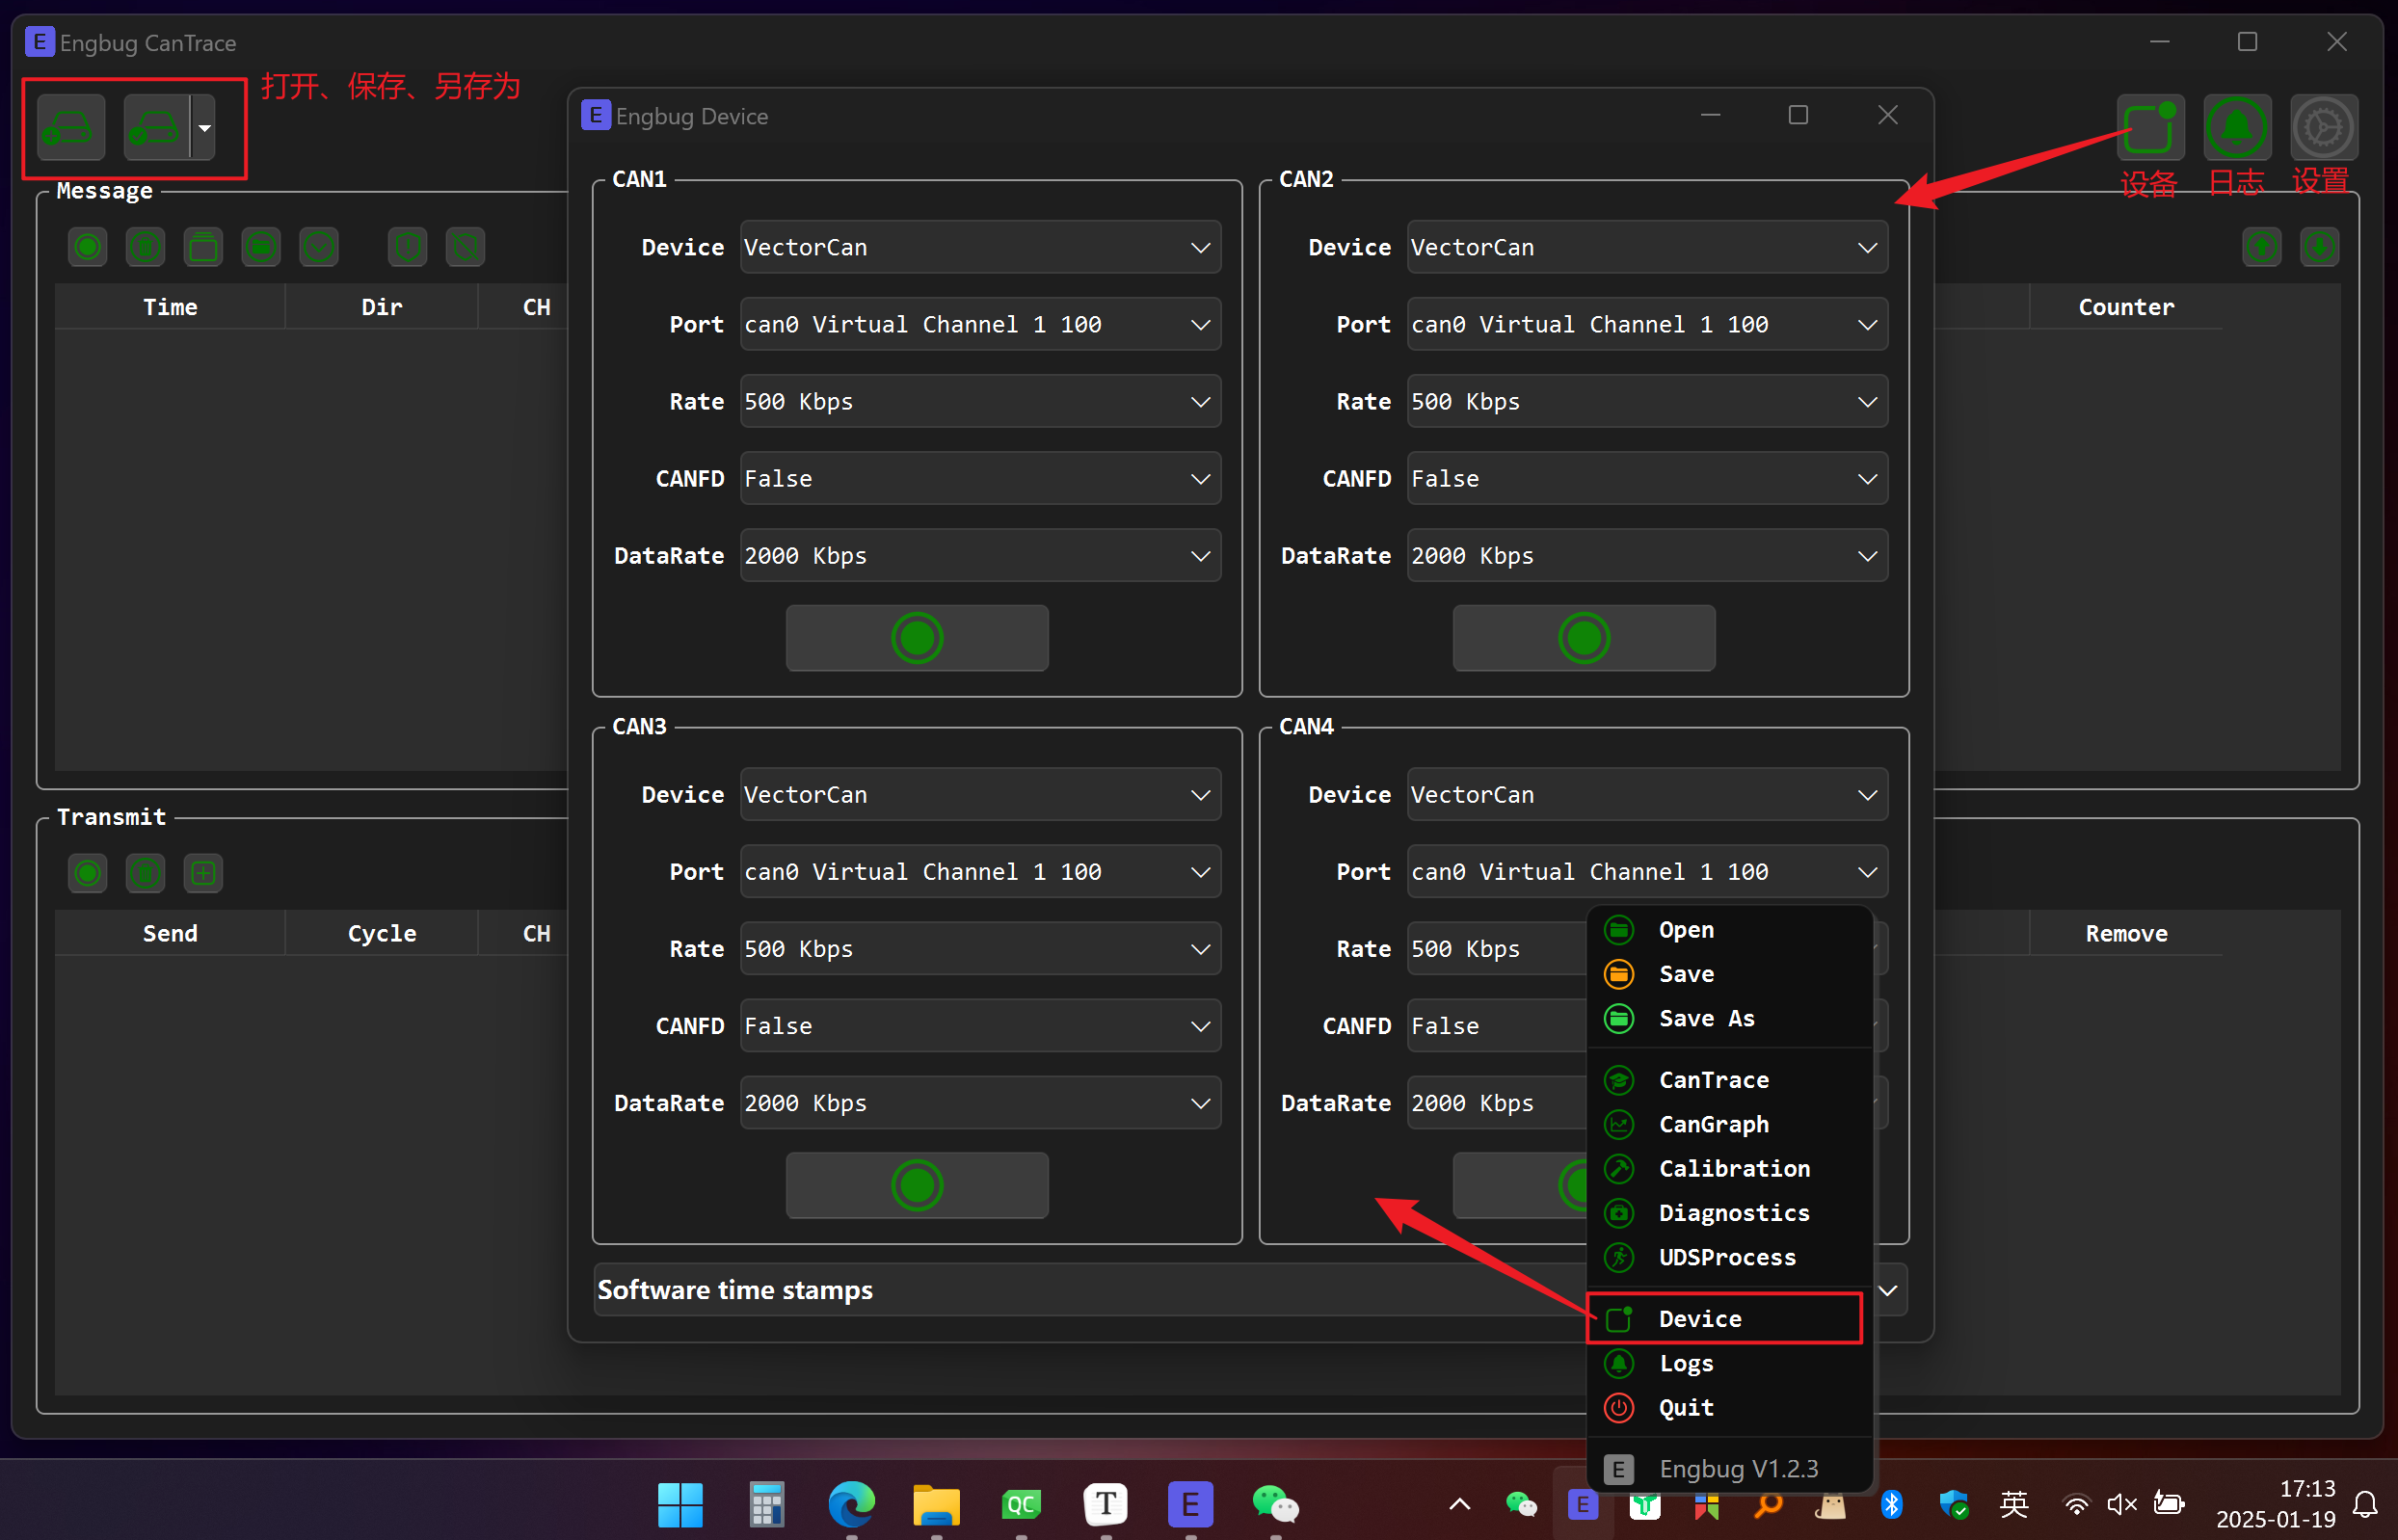 E Engbug CanTrace
打开、保存、另存为
设备 日志 设置
Message
Time Dir CH Counter
Transmit
Send Cycle CH Remove
E Engbug Device
CAN1
Device VectorCan
Port can0 Virtual Channel 1 100
Rate 500 Kbps
CANFD False
DataRate 2000 Kbps
CAN2
Device VectorCan
Port can0 Virtual Channel 1 100
Rate 500 Kbps
CANFD False
DataRate 2000 Kbps
CAN3
Device VectorCan
Port can0 Virtual Channel 1 100
Rate 500 Kbps
CANFD False
DataRate 2000 Kbps
CAN4
Device VectorCan
Port can0 Virtual Channel 1 100
Rate 500 Kbps
CANFD False
DataRate 2000 Kbps
Software time stamps
Open
Save
Save As
CanTrace
CanGraph
Calibration
Diagnostics
UDSProcess
Device
Logs
Quit
E Engbug V1.2.3
QC T E E 英
17:13
2025-01-19